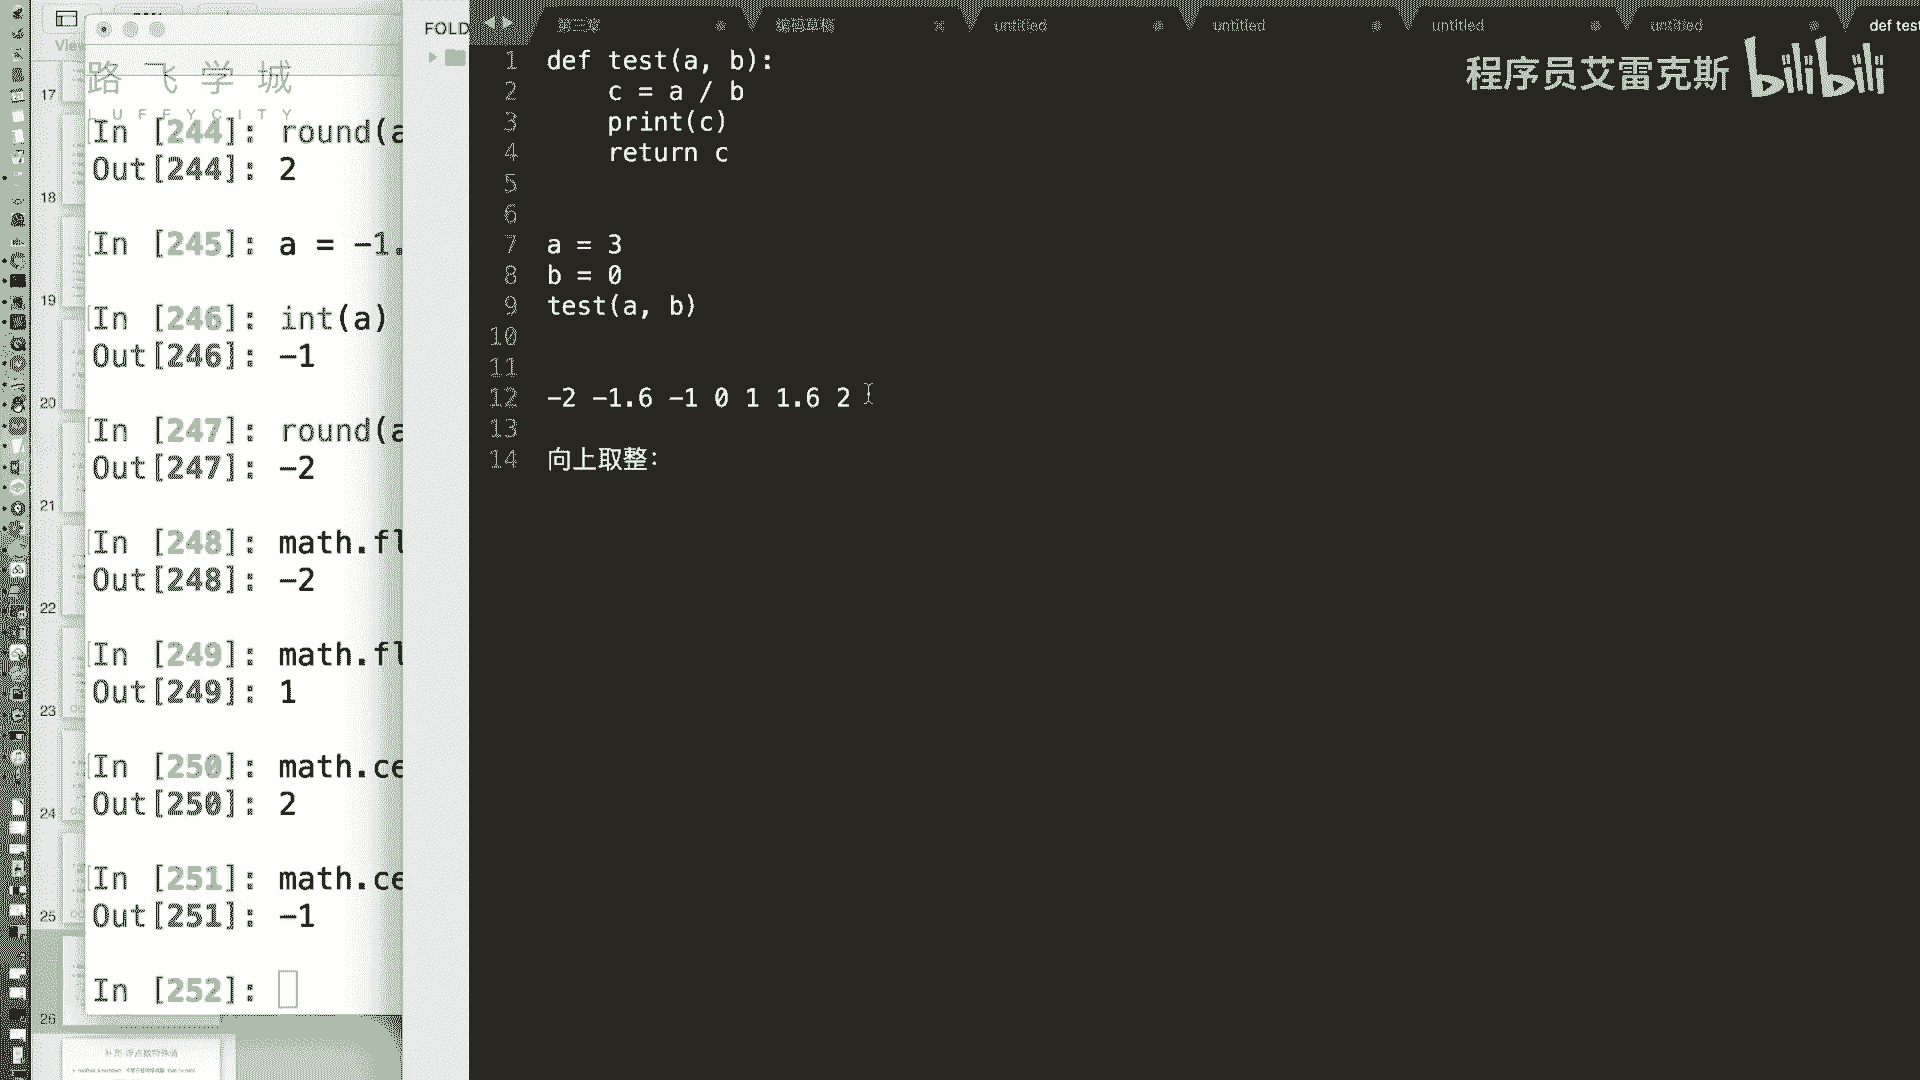 View
路飞学城
LUFFYCITY
17
18
19
20
21
22
23
24
25
26
In [244]: round(a
Out[244]: 2
In [245]: a = -1.
In [246]: int(a)
Out[246]: -1
In [247]: round(a
Out[247]: -2
In [248]: math.fl
Out[248]: -2
In [249]: math.fl
Out[249]: 1
In [250]: math.ce
Out[250]: 2
In [251]: math.ce
Out[251]: -1
In [252]:
FOLD
第三章
编码草稿
untitled
untitled
untitled
untitled
def test
程序员艾雷克斯 bilibili
1 def test(a, b):
2     c = a / b
3     print(c)
4     return c
5
6
7 a = 3
8 b = 0
9 test(a, b)
10
11
12 -2 -1.6 -1 0 1 1.6 2
13
14 向上取整: